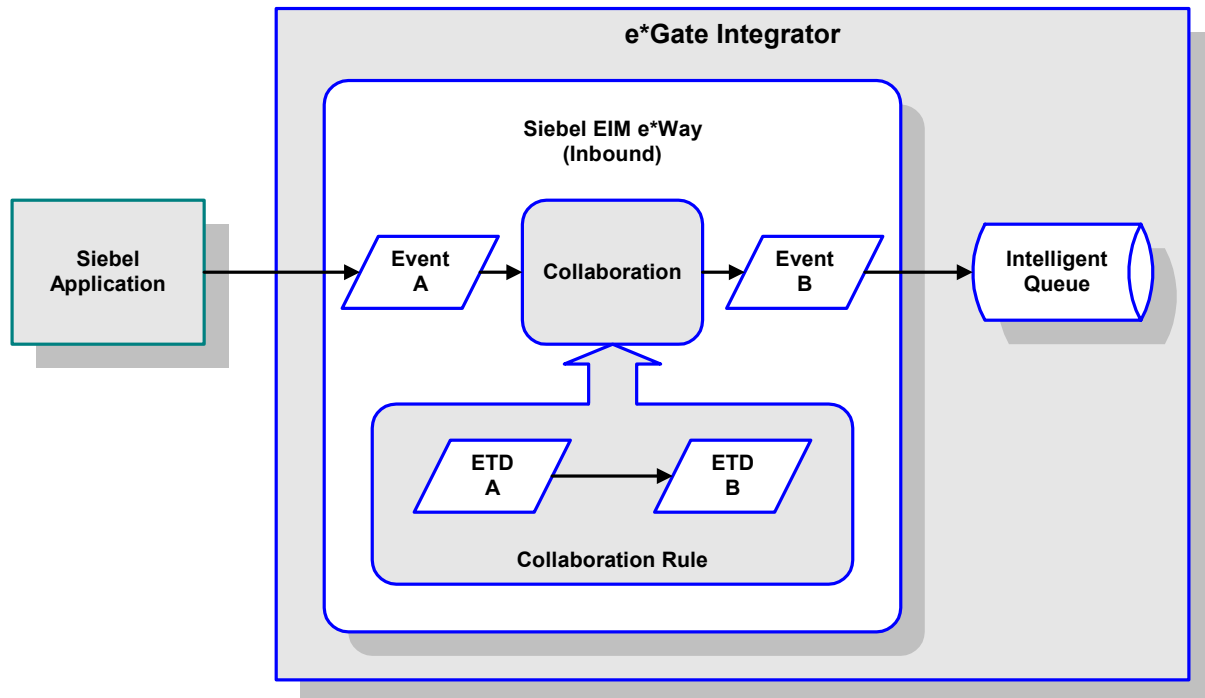 e*Gate Integrator
Siebel EIM e*Way
(Inbound)
Siebel
Application
Event
A
Collaboration
Event
B
Intelligent
Queue
ETD
A
ETD
B
Collaboration Rule